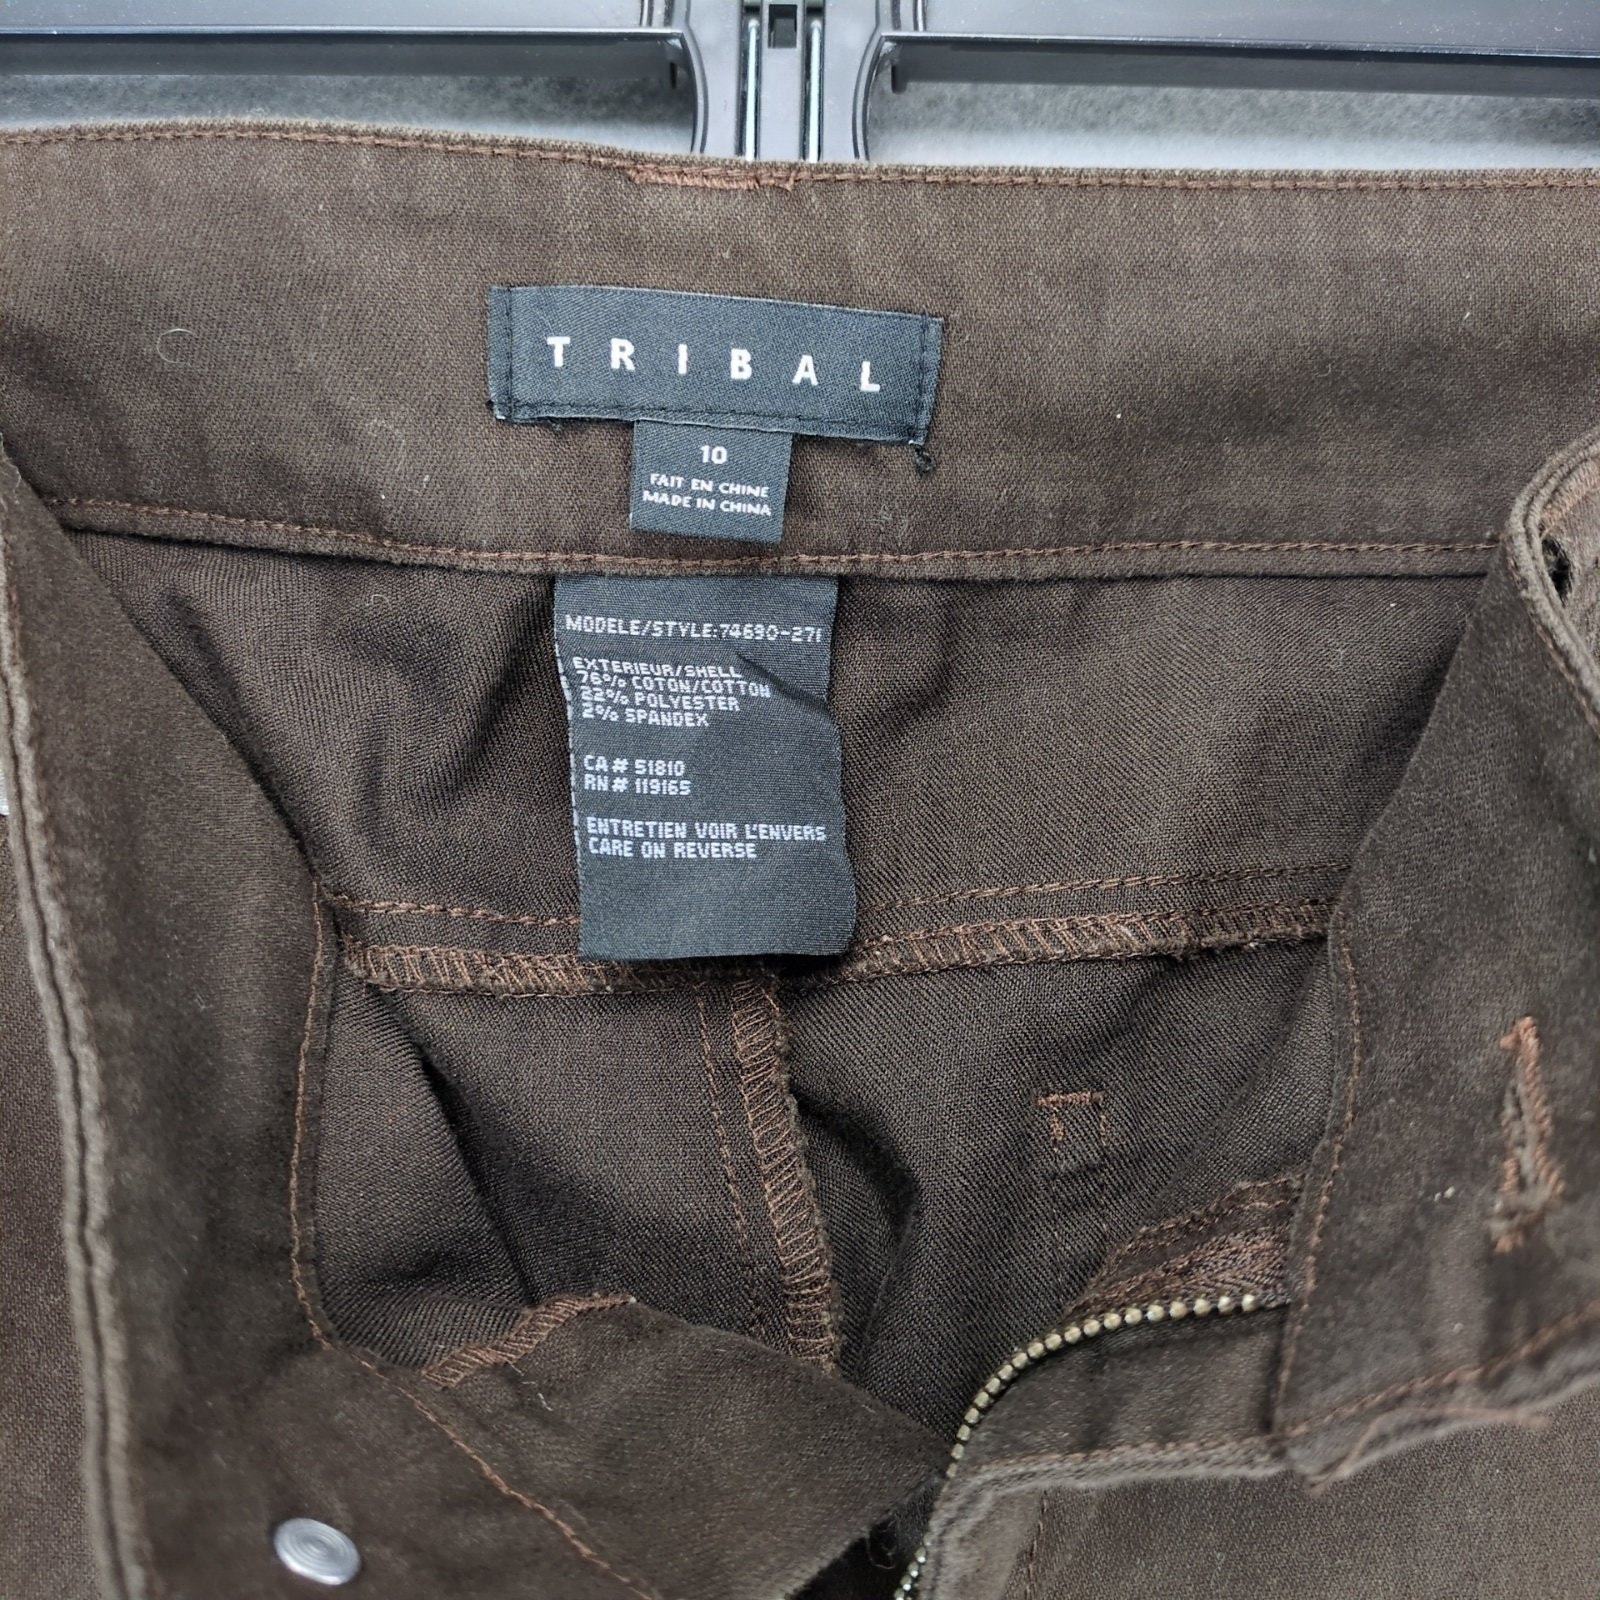 TRIBAL
10
FAIT EN CHINE
MADE IN CHINA
MODELE/STYLE:74690-271
EXTERIEUR/SHELL
76% COTON/COTTON
22% POLYESTER
2% SPANDEX
CA # 51810
RN # 119165
ENTRETIEN VOIR L'ENVERS
CARE ON REVERSE